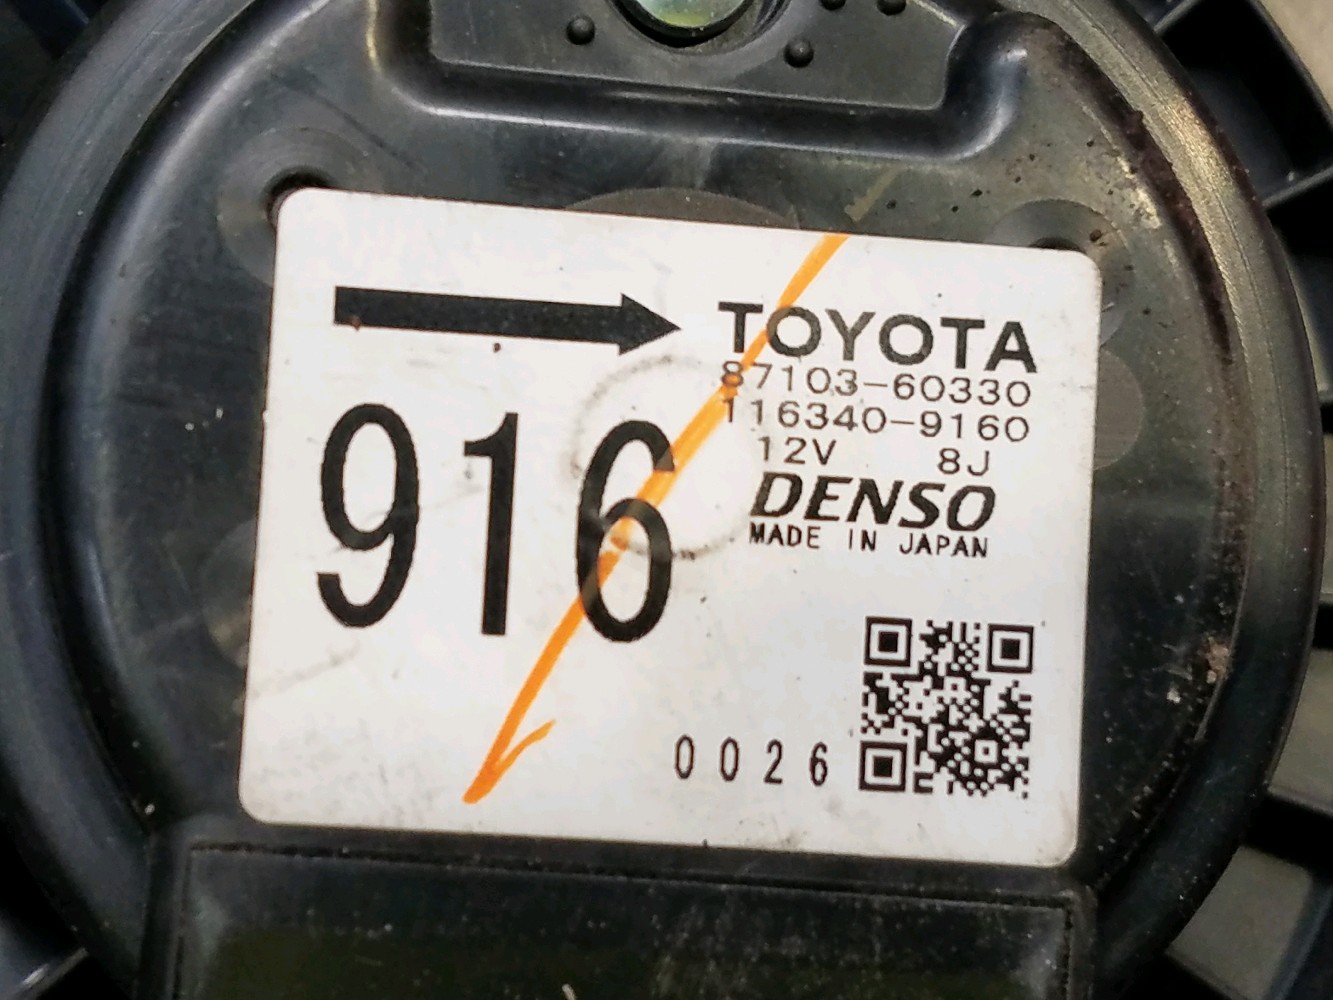 TOYOTA
87103-60330
116340-9160
12V 8J
DENSO
MADE IN JAPAN
916
0026